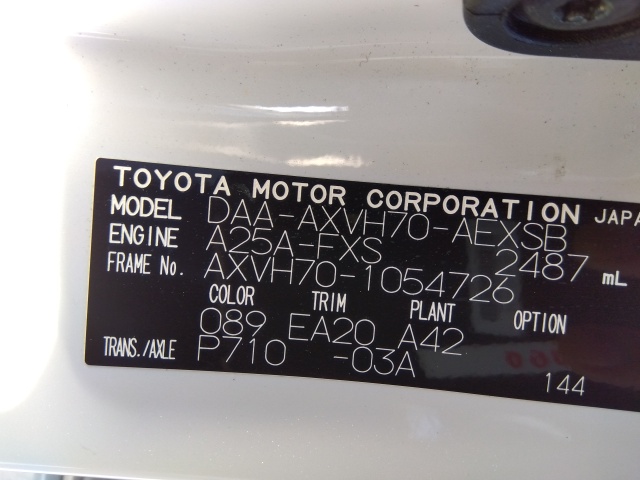 TOYOTA MOTOR CORPORATION JAPA
MODEL DAA-AXVH70-AEXSB
ENGINE A25A-FXS 2487 mL
FRAME No. AXVH70-1054726
COLOR TRIM PLANT OPTION
089 EA20 A42
TRANS./AXLE P710 -03A
144